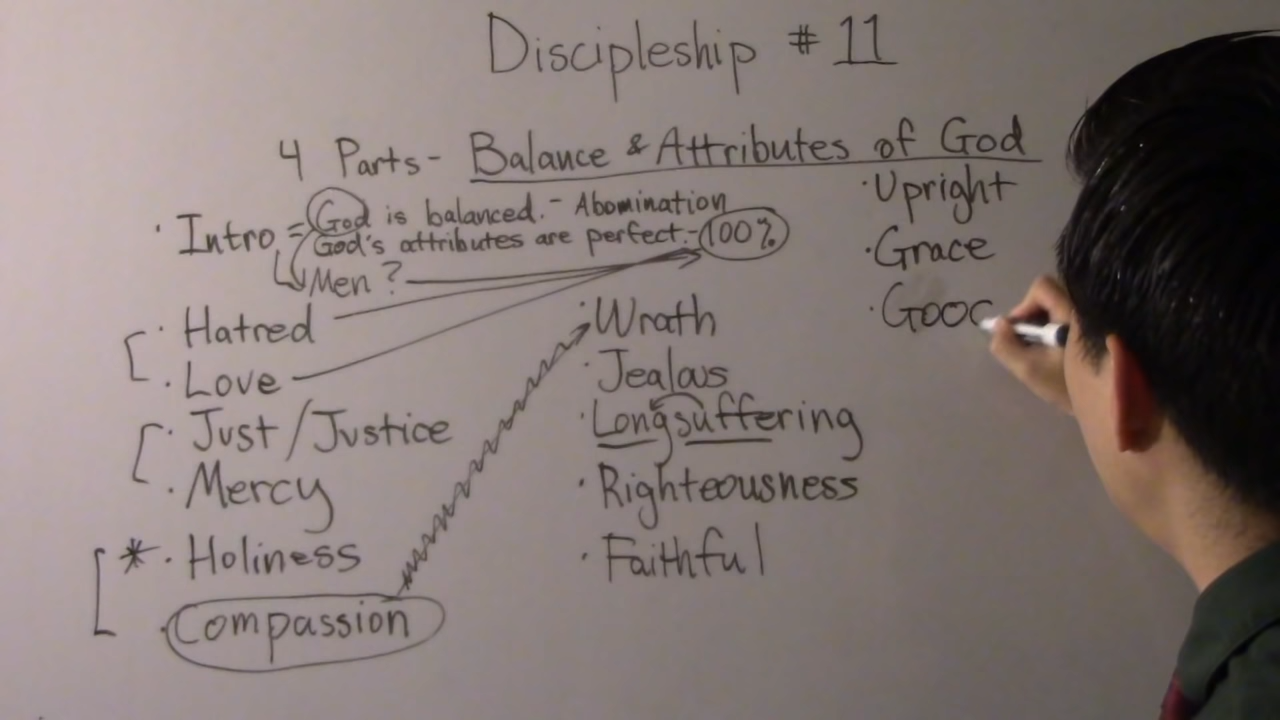 Discipleship # 11
4 Parts - Balance & Attributes of God
· Intro = God is balanced. - Abomination
God's attributes are perfect. - 100%
Men ?
· Hatred
· Love
· Just / Justice
· Mercy
* · Holiness
· Compassion
· Wrath
· Jealous
· Longsuffering
· Righteousness
· Faithful
· Upright
· Grace
· Gooc